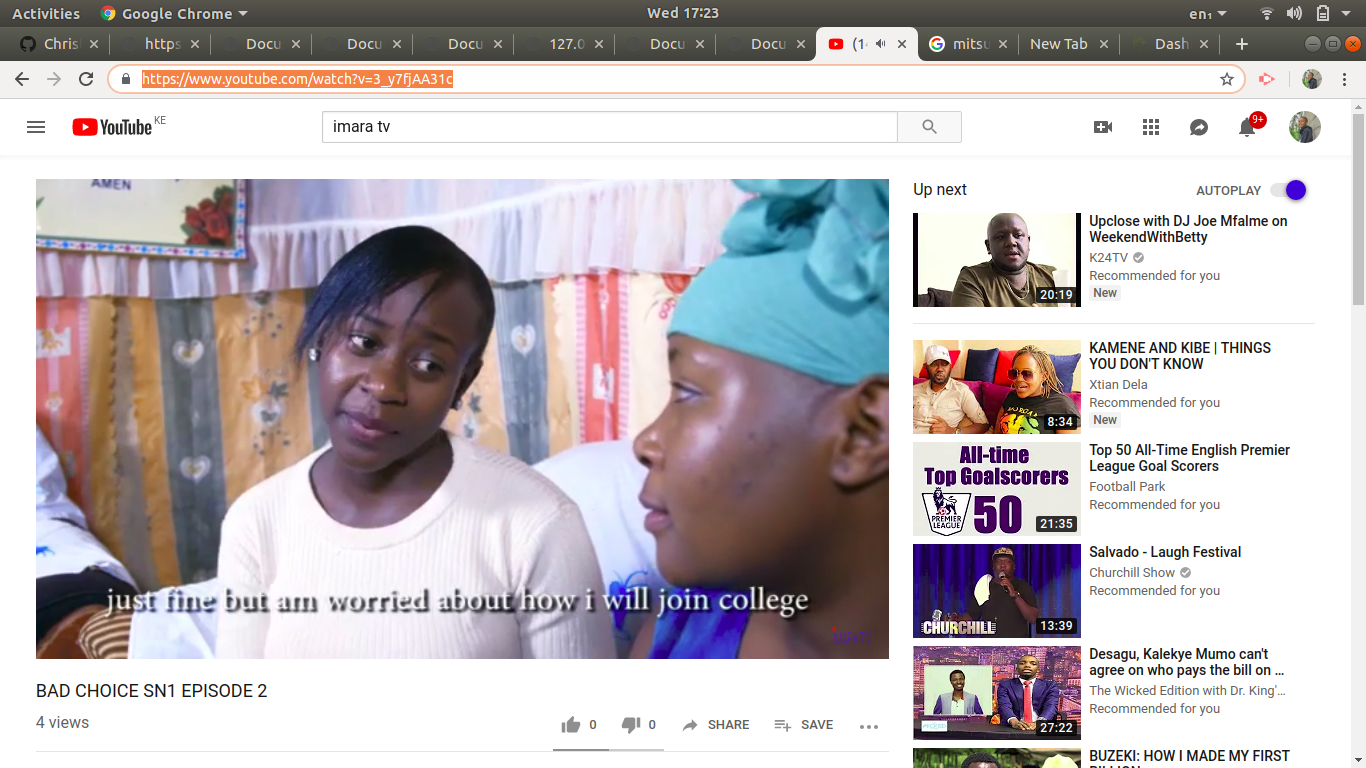 Activities
Google Chrome
Wed 17:23
en₁
Chris
https
Docu
Docu
Docu
127.0
Docu
Docu
(1
mitsu
New Tab
Dash
https://www.youtube.com/watch?v=3_y7fjAA31c
YouTube KE
imara tv
9+
AMEN
just fine but am worried about how i will join college
BAD CHOICE SN1 EPISODE 2
4 views
0
0
SHARE
SAVE
Up next
AUTOPLAY
20:19
Upclose with DJ Joe Mfalme on
WeekendWithBetty
K24TV
Recommended for you
New
8:34
KAMENE AND KIBE | THINGS
YOU DON'T KNOW
Xtian Dela
Recommended for you
New
All-time
Top Goalscorers
PREMIER
LEAGUE
50
21:35
Top 50 All-Time English Premier
League Goal Scorers
Football Park
Recommended for you
CHURCHILL
13:39
Salvado - Laugh Festival
Churchill Show
Recommended for you
27:22
Desagu, Kalekye Mumo can't
agree on who pays the bill on ...
The Wicked Edition with Dr. King'...
Recommended for you
BUZEKI: HOW I MADE MY FIRST